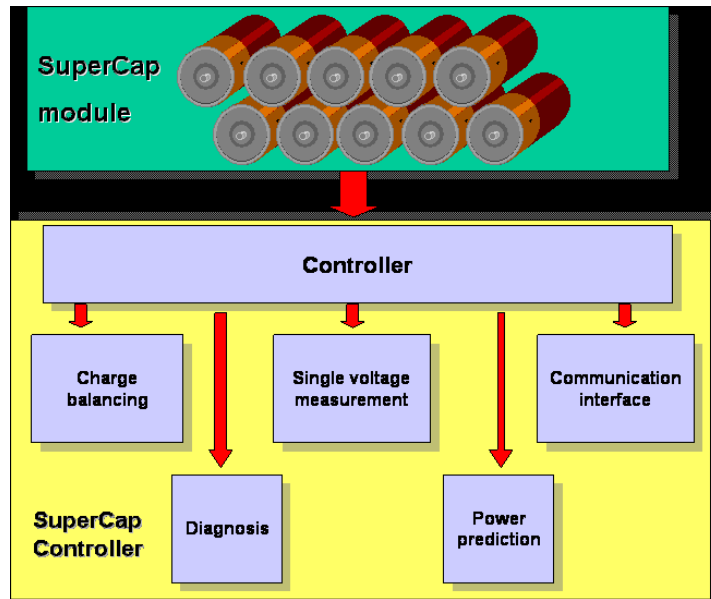 SuperCap
module
Controller
Charge
balancing
Single voltage
measurement
Communication
interface
Diagnosis
Power
prediction
SuperCap
Controller